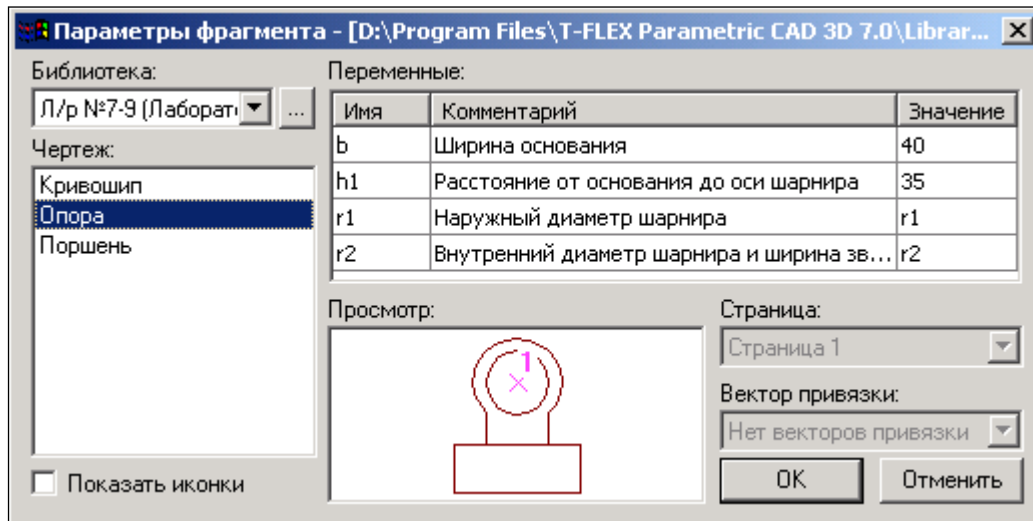 Параметры фрагмента - [D:\Program Files\T-FLEX Parametric CAD 3D 7.0\Librar...
Библиотека:
Л/р №7-9 (Лаборат
...
Чертеж:
Кривошип
Опора
Поршень
Показать иконки
Переменные:
Имя Комментарий Значение
b Ширина основания 40
h1 Расстояние от основания до оси шарнира 35
r1 Наружный диаметр шарнира r1
r2 Внутренний диаметр шарнира и ширина зв... r2
Просмотр:
1
Страница:
Страница 1
Вектор привязки:
Нет векторов привязки
OK Отменить